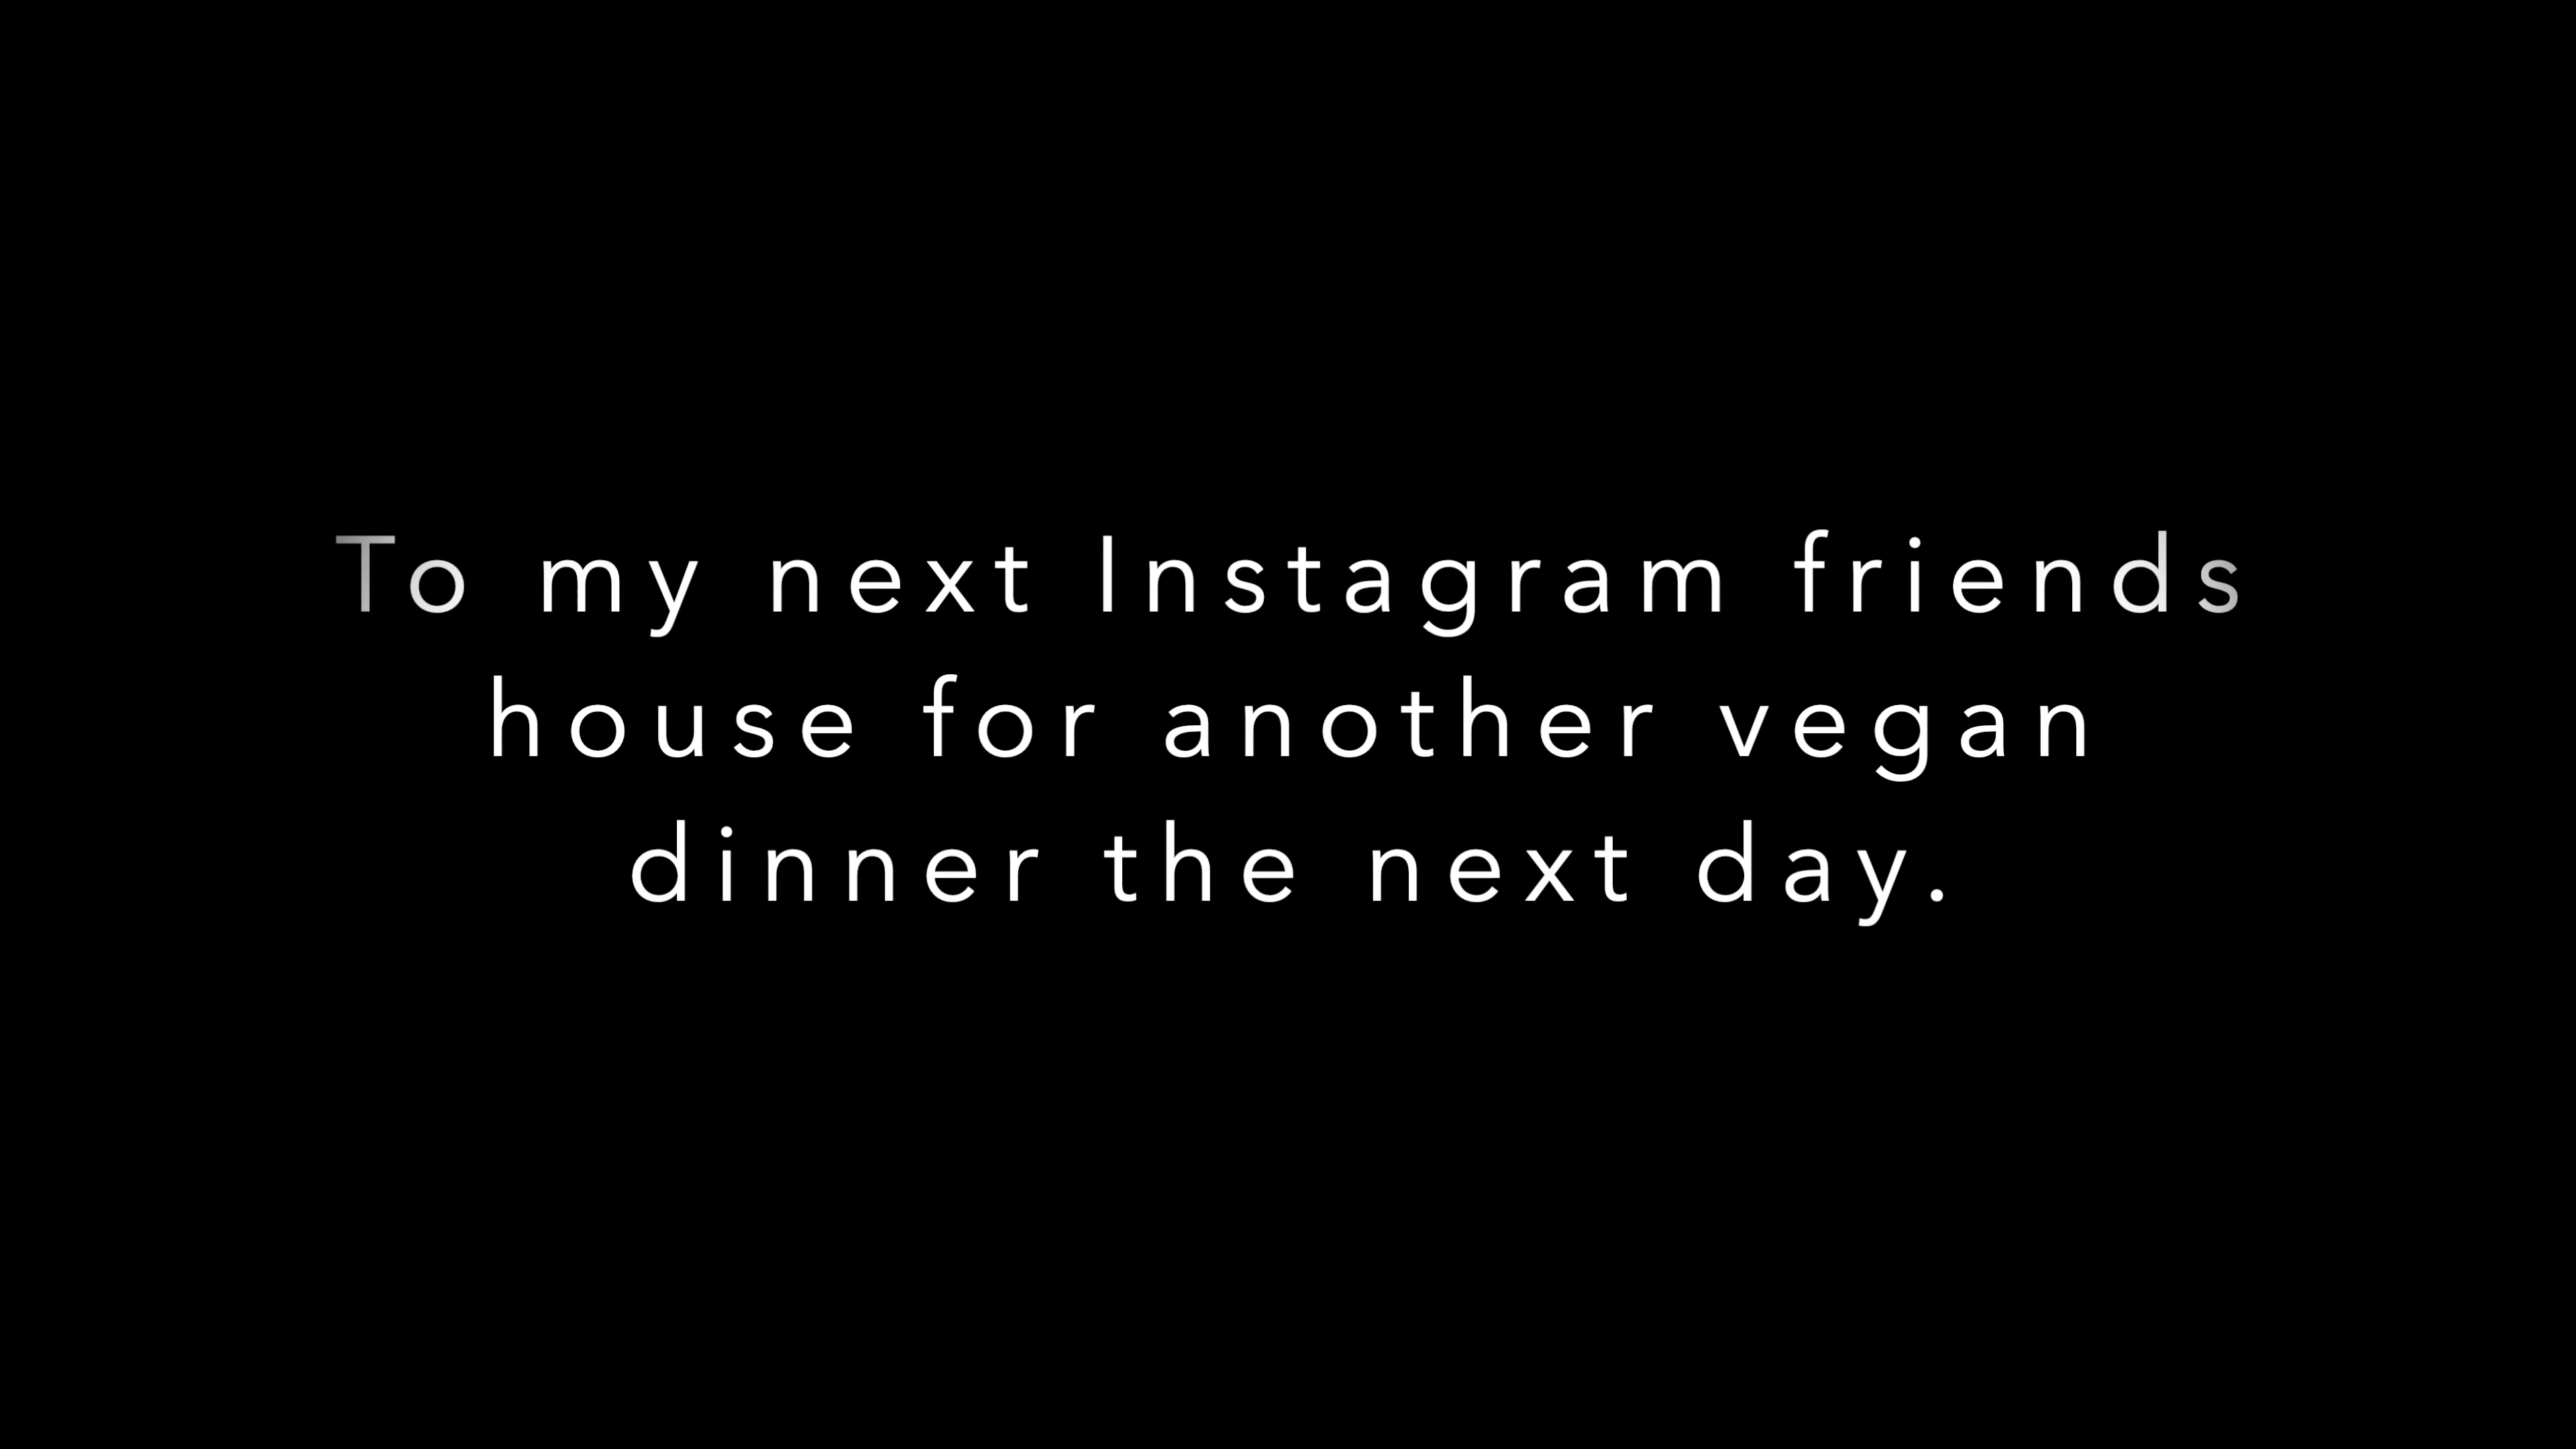 To my next Instagram friends
house for another vegan
dinner the next day.